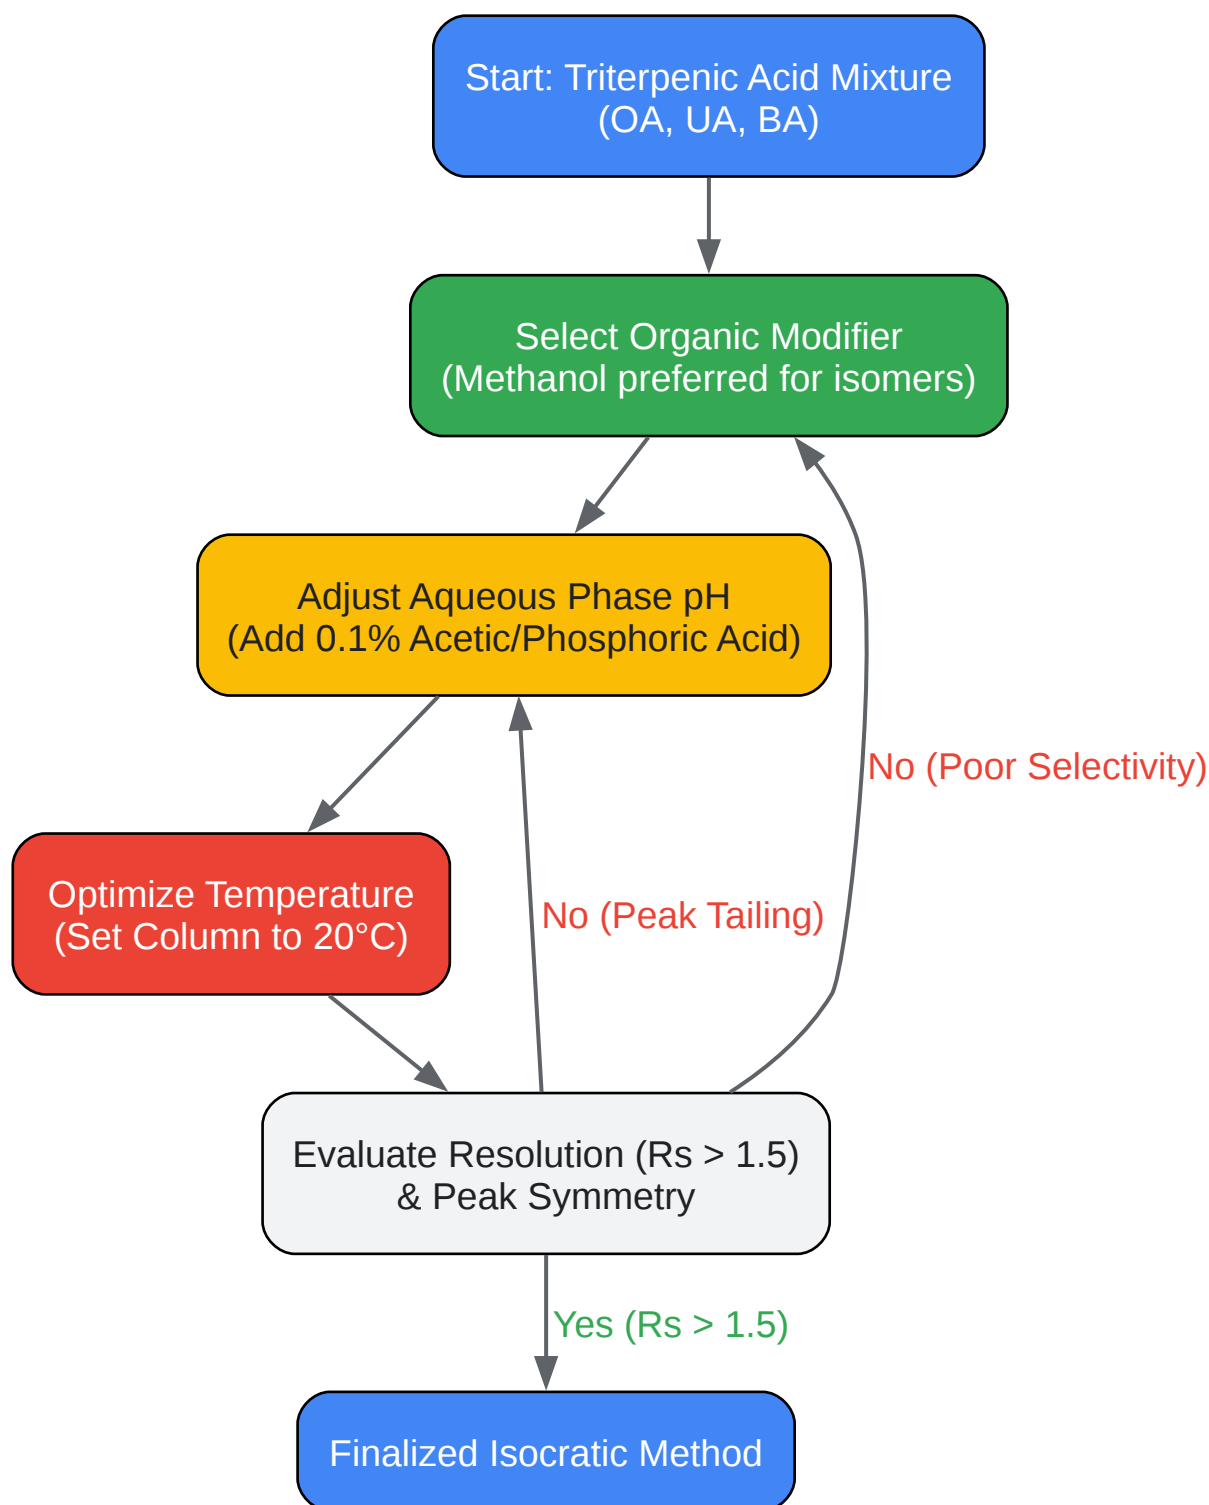 Start: Triterpenic Acid Mixture
(OA, UA, BA)
Select Organic Modifier
(Methanol preferred for isomers)
Adjust Aqueous Phase pH
(Add 0.1% Acetic/Phosphoric Acid)
No (Poor Selectivity)
Optimize Temperature
(Set Column to 20°C)
No (Peak Tailing)
Evaluate Resolution (Rs > 1.5)
& Peak Symmetry
Yes (Rs > 1.5)
Finalized Isocratic Method